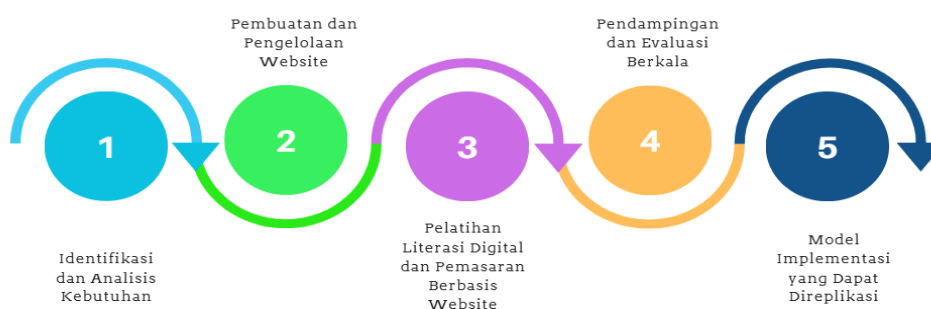 1
Identifikasi
dan Analisis
Kebutuhan
Pembuatan dan
Pengelolaan
Website
2
3
Pelatihan
Literasi Digital
dan Pemasaran
Berbasis
Website
Pendampingan
dan Evaluasi
Berkala
4
5
Model
Implementasi
yang Dapat
Direplikasi